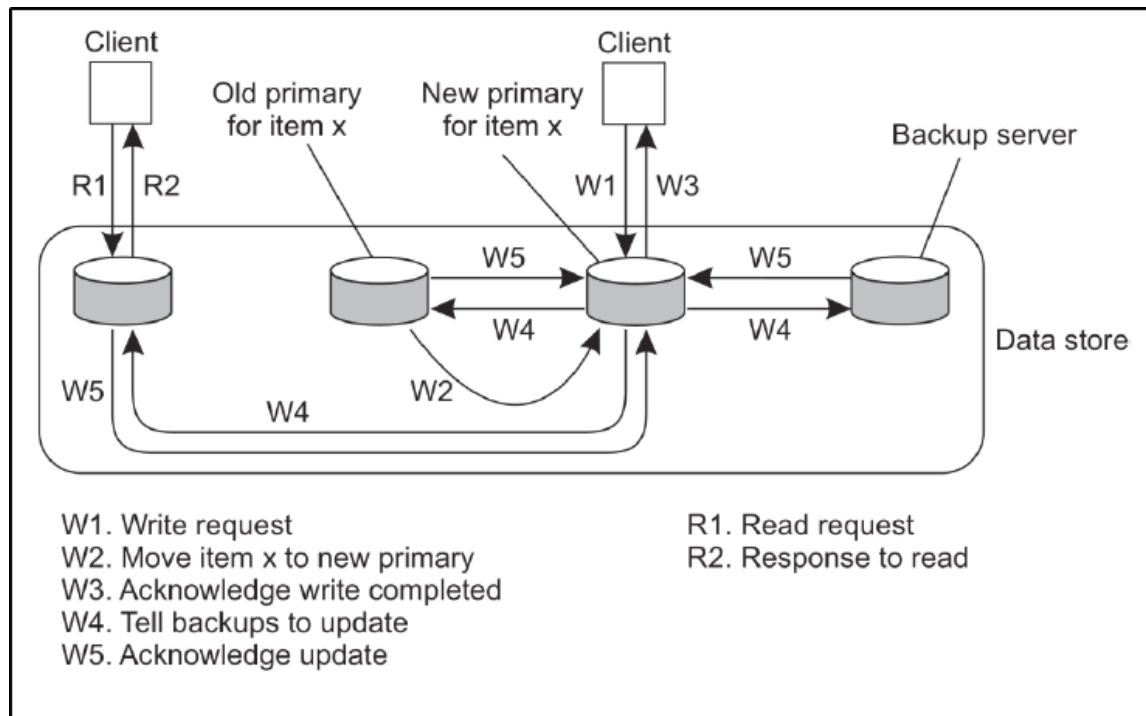 Client
Client
Old primary
for item x
New primary
for item x
Backup server
R1
R2
W1
W3
W5
W5
W4
W4
Data store
W5
W2
W4
W1. Write request
W2. Move item x to new primary
W3. Acknowledge write completed
W4. Tell backups to update
W5. Acknowledge update
R1. Read request
R2. Response to read